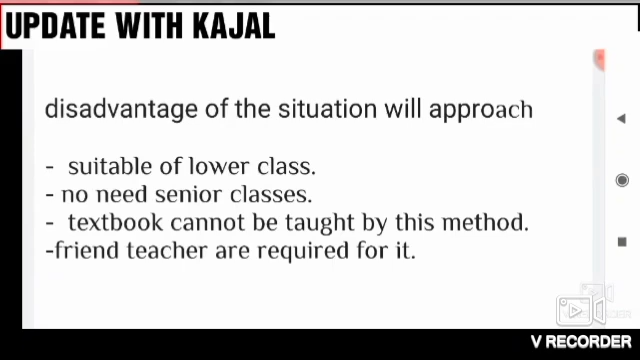 UPDATE WITH KAJAL
disadvantage of the situation will approach
- suitable of lower class.
- no need senior classes.
- textbook cannot be taught by this method.
-friend teacher are required for it.
V RECORDER